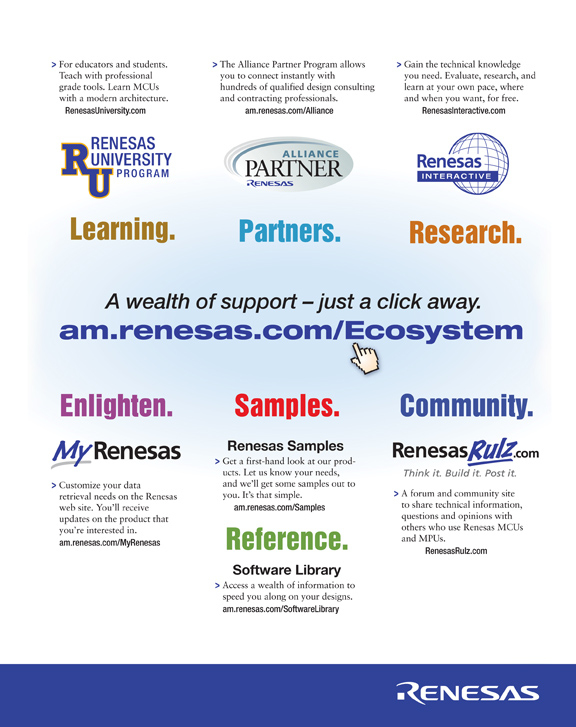 > For educators and students.
Teach with professional
grade tools. Learn MCUs
with a modern architecture.
RenesasUniversity.com
> The Alliance Partner Program allows
you to connect instantly with
hundreds of qualified design consulting
and contracting professionals.
am.renesas.com/Alliance
> Gain the technical knowledge
you need. Evaluate, research, and
learn at your own pace, where
and when you want, for free.
RenesasInteractive.com
RU
RENESAS
UNIVERSITY
PROGRAM
ALLIANCE
PARTNER
RENESAS
Renesas
INTERACTIVE
Learning.
Partners.
Research.
A wealth of support – just a click away.
am.renesas.com/Ecosystem
Enlighten.
MyRenesas
> Customize your data
retrieval needs on the Renesas
web site. You'll receive
updates on the product that
you're interested in.
am.renesas.com/MyRenesas
Samples.
Renesas Samples
> Get a first-hand look at our prod-
ucts. Let us know your needs,
and we'll get some samples out to
you. It's that simple.
am.renesas.com/Samples
Reference.
Software Library
> Access a wealth of information to
speed you along on your designs.
am.renesas.com/SoftwareLibrary
Community.
RenesasRulz.com
Think it. Build it. Post it.
> A forum and community site
to share technical information,
questions and opinions with
others who use Renesas MCUs
and MPUs.
RenesasRulz.com
RENESAS